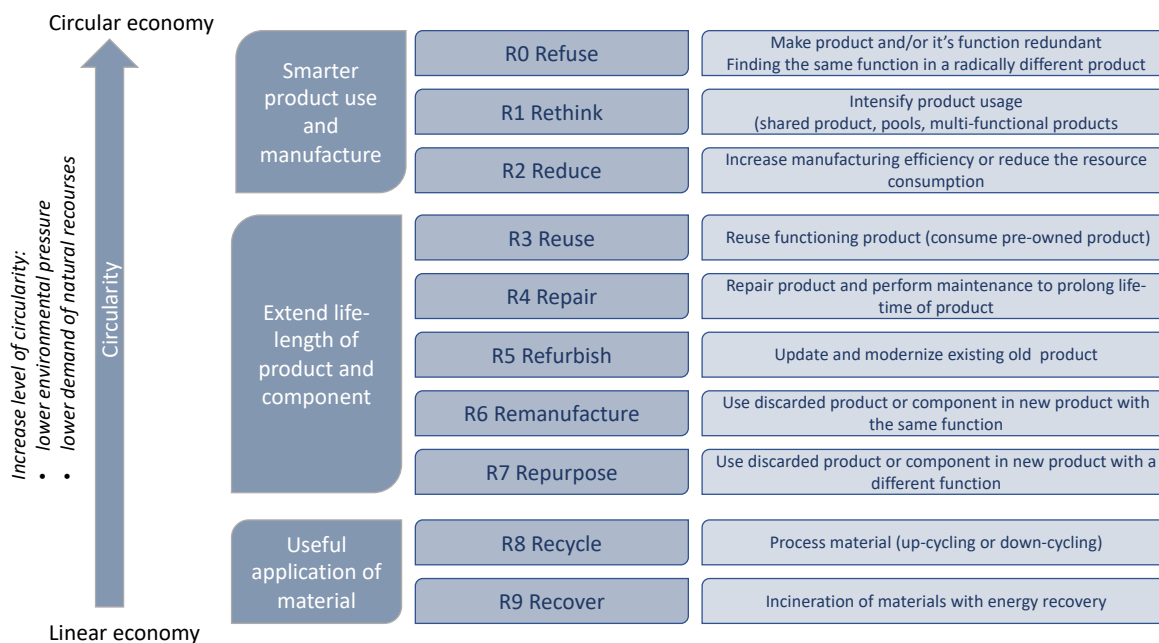 Circular economy
Increase level of circularity:
• lower environmental pressure
• lower demand of natural recourses
Circularity
Linear economy
Smarter
product use
and
manufacture
R0 Refuse
Make product and/or it's function redundant
Finding the same function in a radically different product
R1 Rethink
Intensify product usage
(shared product, pools, multi-functional products
R2 Reduce
Increase manufacturing efficiency or reduce the resource
consumption
Extend life-
length of
product and
component
R3 Reuse
Reuse functioning product (consume pre-owned product)
R4 Repair
Repair product and perform maintenance to prolong life-
time of product
R5 Refurbish
Update and modernize existing old product
R6 Remanufacture
Use discarded product or component in new product with
the same function
R7 Repurpose
Use discarded product or component in new product with a
different function
Useful
application of
material
R8 Recycle
Process material (up-cycling or down-cycling)
R9 Recover
Incineration of materials with energy recovery